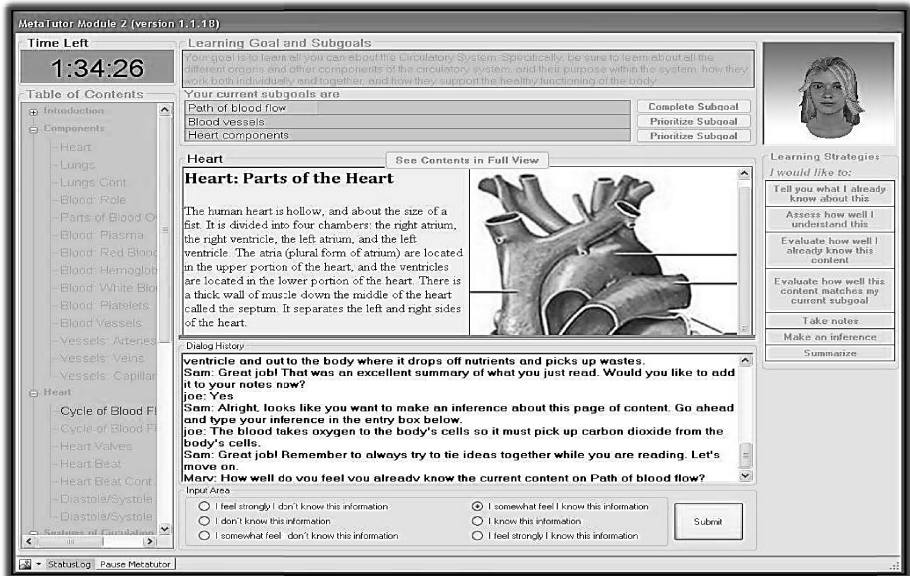 MetaTutor Module 2 (version 1.1.18)
Time Left
1:34:26
Table of Contents
Introduction
Components
Heart
Lungs
Lungs Cont.
Blood: Role
Parts of Blood O
Blood: Plasma
Blood: Red Blood
Blood: Hemoglob
Blood: White Blo
Blood: Platelets
Blood Vessels
Vessels: Arteries
Vessels: Veins
Vessels: Capillar
Heart
Cycle of Blood Fl
Cycle of Blood Fl
Heart Valves
Heart Beat
Heart Beat Cont.
Diastole/Systole
Diastole/Systole
Systems of Circulation
Learning Goal and Subgoals
Your goal is to learn all you can about the Circulatory System. Specifically, be sure to learn about all the
different organs and other components of the circulatory system, and their purpose within the system, how they
work both individually and together, and how they support the healthy functioning of the body.
Your current subgoals are
Path of blood flow
Complete Subgoal
Blood vessels
Prioritize Subgoal
Heart components
Prioritize Subgoal
Heart
See Contents in Full View
Heart: Parts of the Heart
The human heart is hollow, and about the size of a
fist. It is divided into four chambers: the right atrium,
the right ventricle, the left atrium, and the left
ventricle. The atria (plural form of atrium) are located
in the upper portion of the heart, and the ventricles
are located in the lower portion of the heart. There is
a thick wall of muscle down the middle of the heart
called the septum. It separates the left and right sides
of the heart.
Dialog History
ventricle and out to the body where it drops off nutrients and picks up wastes.
Sam: Great job! That was an excellent summary of what you just read. Would you like to add
it to your notes now?
joe: Yes
Sam: Alright, looks like you want to make an inference about this page of content. Go ahead
and type your inference in the entry box below.
joe: The blood takes oxygen to the body's cells so it must pick up carbon dioxide from the
body's cells.
Sam: Great job! Remember to always try to tie ideas together while you are reading. Let's
move on.
Mary: How well do you feel you already know the current content on Path of blood flow?
Input Area
I feel strongly I don't know this information
I don't know this information
I somewhat feel I don't know this information
I somewhat feel I know this information
I know this information
I feel strongly I know this information
Submit
Learning Strategies
I would like to:
Tell you what I already
know about this
Assess how well I
understand this
Evaluate how well I
already know this
content
Evaluate how well this
content matches my
current subgoal
Take notes
Make an inference
Summarize
StatusLog
Pause Metatutor